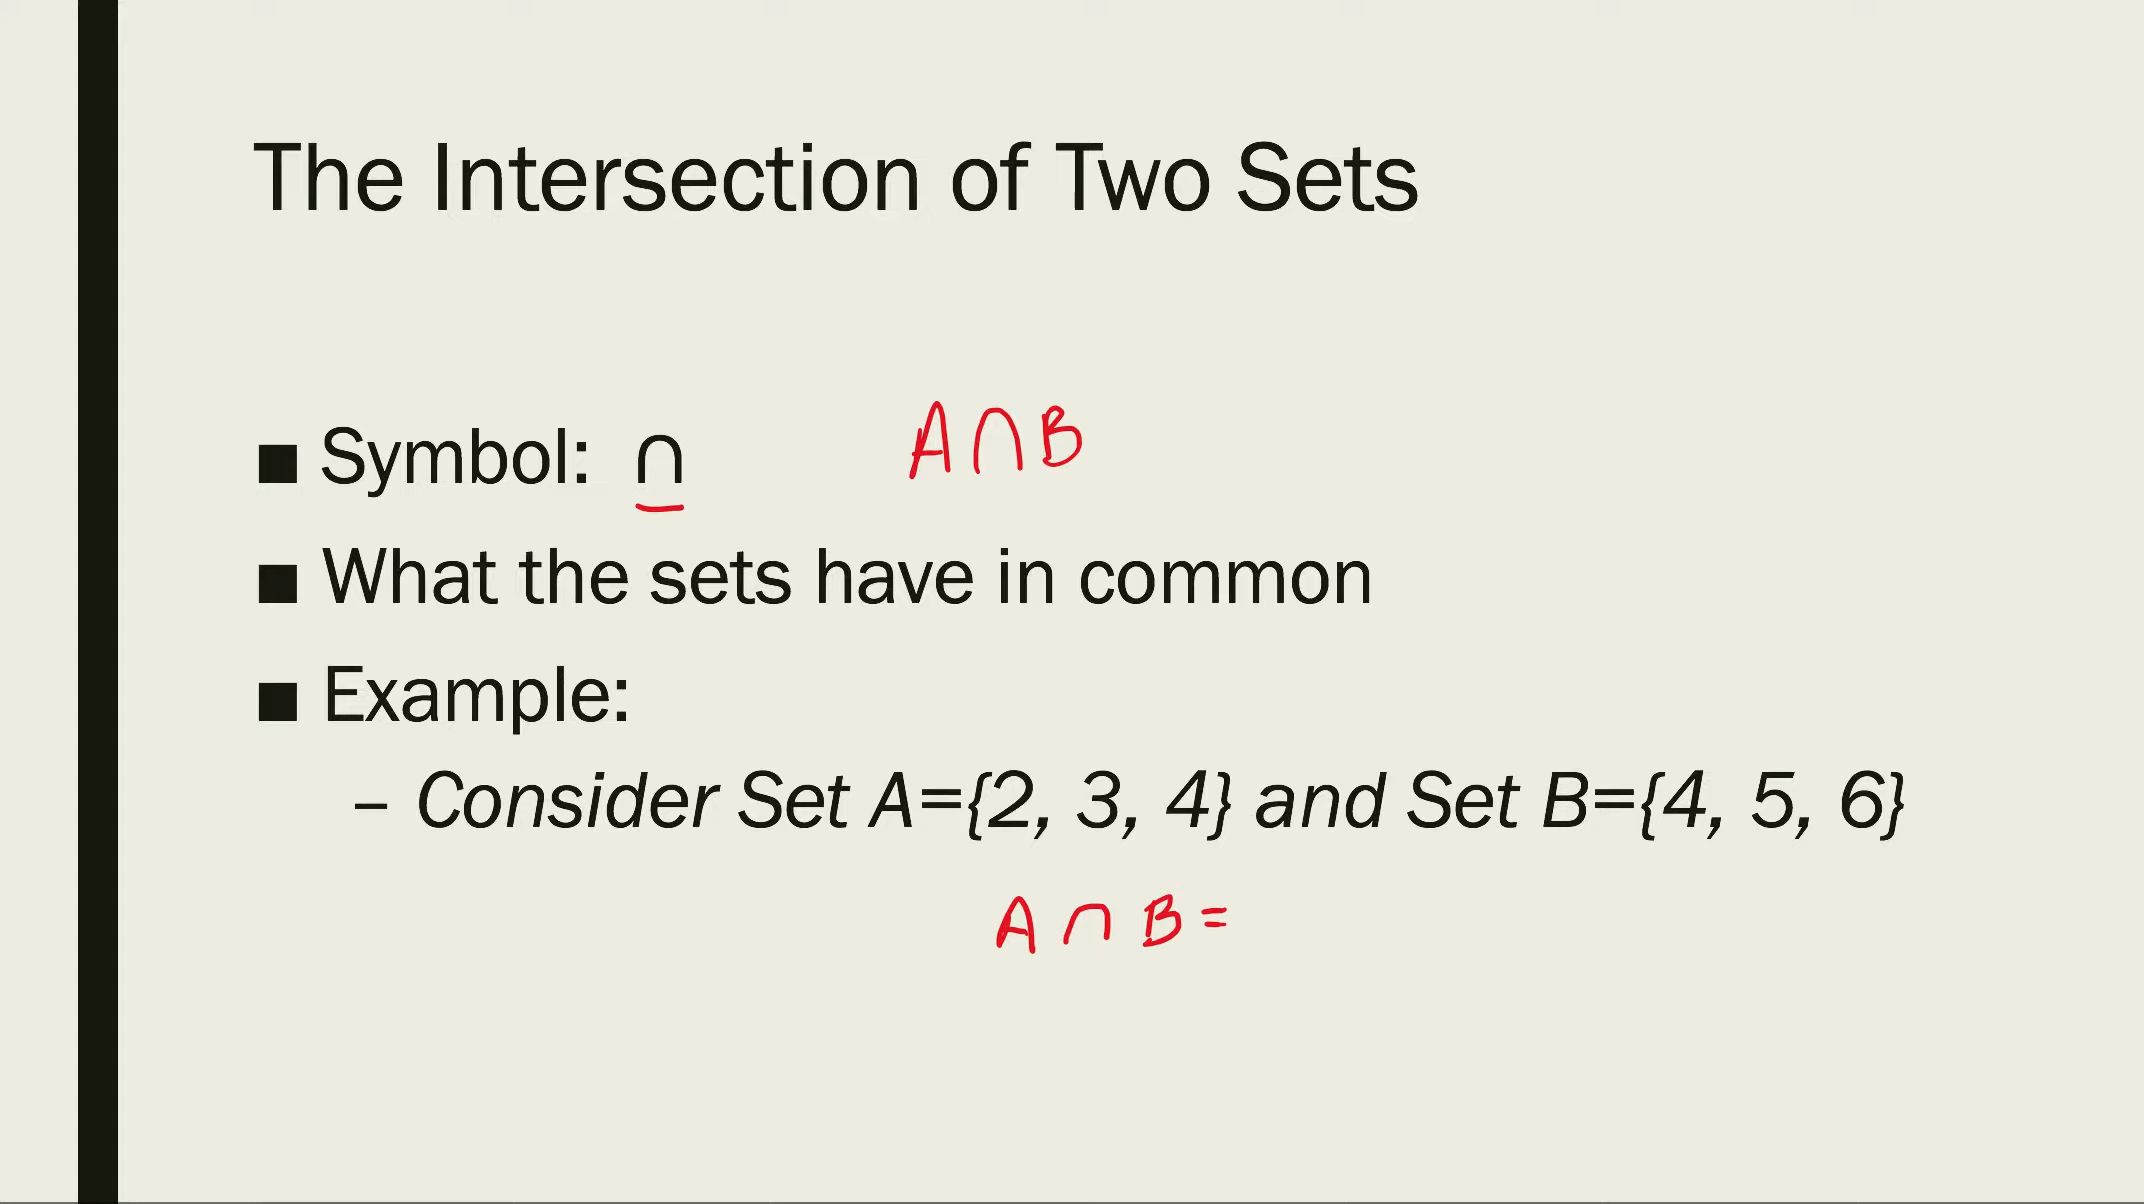 The Intersection of Two Sets
■ Symbol: ∩ A∩B
■ What the sets have in common
■ Example:
– Consider Set A={2, 3, 4} and Set B={4, 5, 6}
A ∩ B =